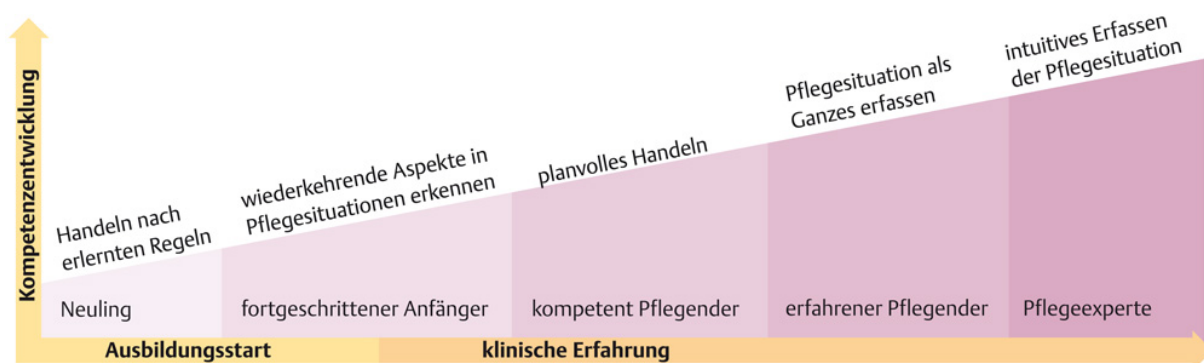 Kompetenzentwicklung
Handeln nach
erlernten Regeln
wiederkehrende Aspekte in
Pflegesituationen erkennen
planvolles Handeln
Pflegesituation als
Ganzes erfassen
intuitives Erfassen
der Pflegesituation
Neuling
fortgeschrittener Anfänger
kompetent Pflegender
erfahrener Pflegender
Pflegeexperte
Ausbildungsstart
klinische Erfahrung